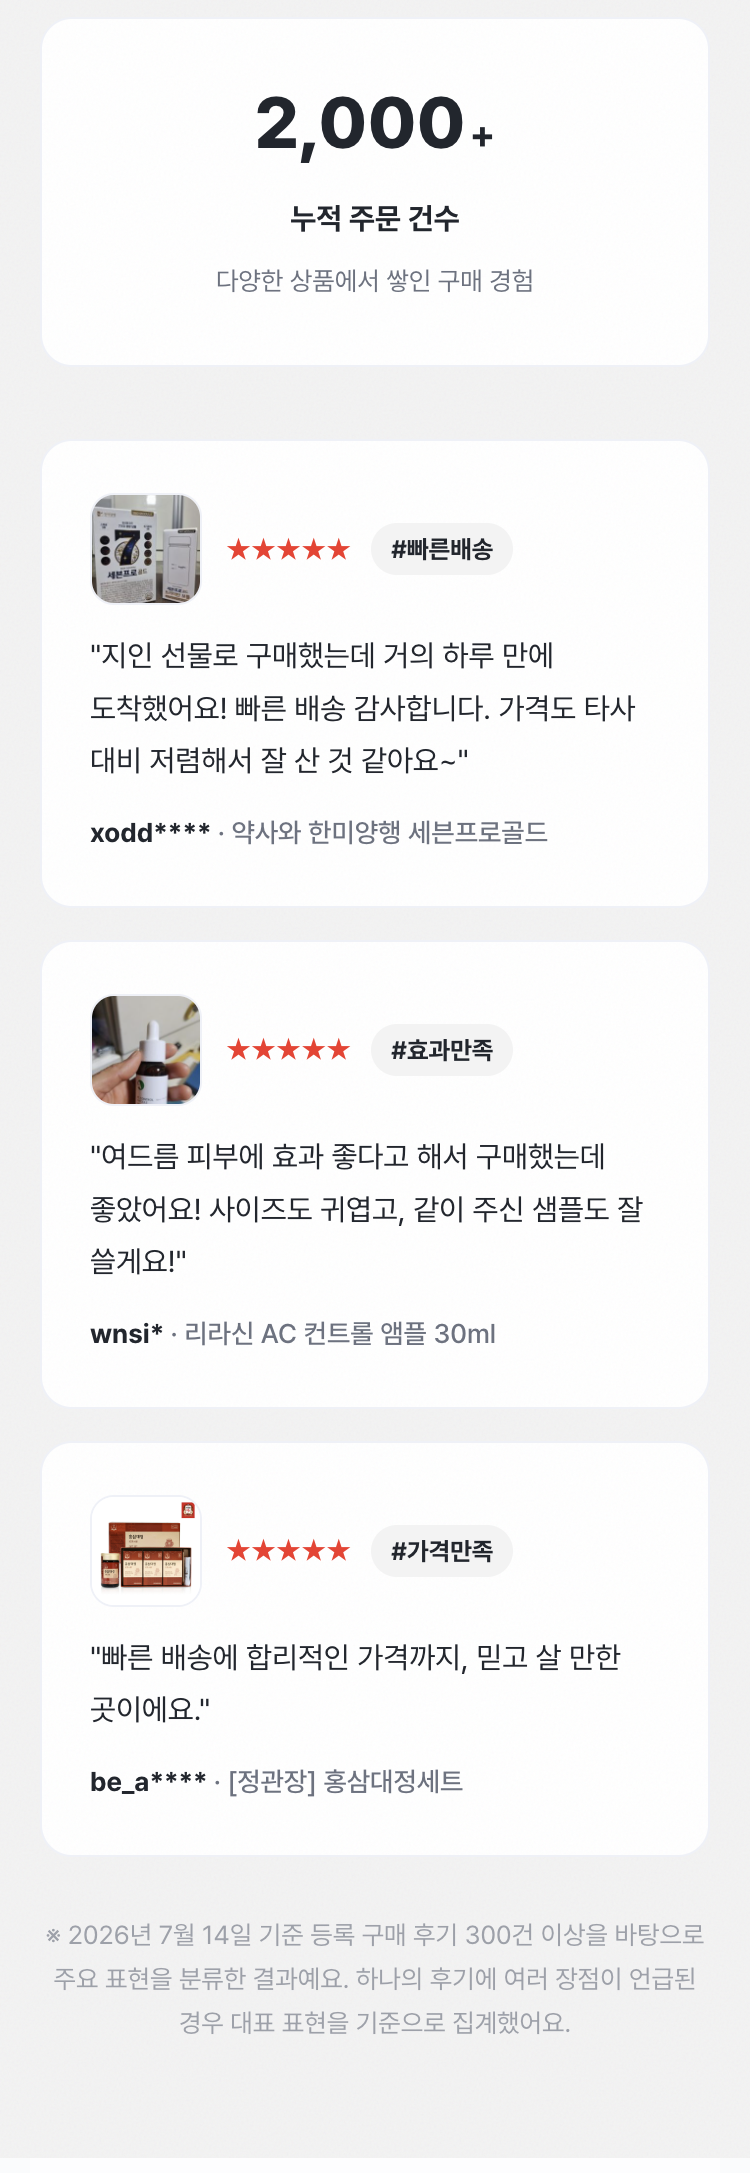 2,000+
누적 주문 건수
다양한 상품에서 쌓인 구매 경험
7
세븐프로골드
★★★★★ #빠른배송
"지인 선물로 구매했는데 거의 하루 만에
도착했어요! 빠른 배송 감사합니다. 가격도 타사
대비 저렴해서 잘 산 것 같아요~"
xodd**** · 약사와 한미양행 세븐프로골드
★★★★★ #효과만족
"여드름 피부에 효과 좋다고 해서 구매했는데
좋았어요! 사이즈도 귀엽고, 같이 주신 샘플도 잘
쓸게요!"
wnsi* · 리라신 AC 컨트롤 앰플 30ml
★★★★★ #가격만족
"빠른 배송에 합리적인 가격까지, 믿고 살 만한
곳이에요."
be_a**** · [정관장] 홍삼대정세트
※ 2026년 7월 14일 기준 등록 구매 후기 300건 이상을 바탕으로
주요 표현을 분류한 결과예요. 하나의 후기에 여러 장점이 언급된
경우 대표 표현을 기준으로 집계했어요.